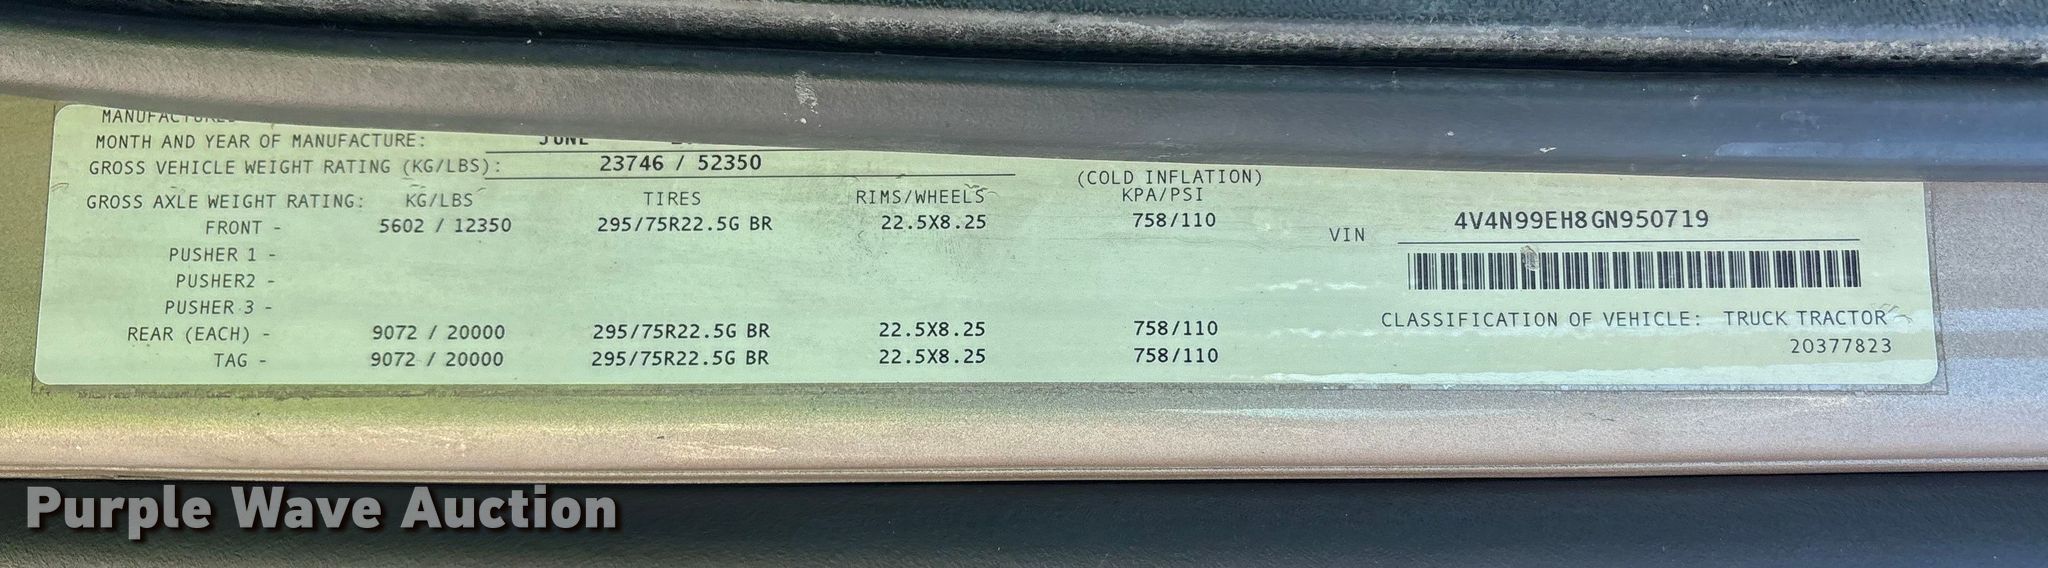 MANUFACTURED
MONTH AND YEAR OF MANUFACTURE: JUNE
GROSS VEHICLE WEIGHT RATING (KG/LBS): 23746 / 52350
(COLD INFLATION)
GROSS AXLE WEIGHT RATING: KG/LBS TIRES RIMS/WHEELS KPA/PSI
FRONT - 5602 / 12350 295/75R22.5G BR 22.5X8.25 758/110
PUSHER 1 -
PUSHER2 -
PUSHER 3 -
REAR (EACH) - 9072 / 20000 295/75R22.5G BR 22.5X8.25 758/110
TAG - 9072 / 20000 295/75R22.5G BR 22.5X8.25 758/110
VIN 4V4N99EH8GN950719
CLASSIFICATION OF VEHICLE: TRUCK TRACTOR
20377823
Purple Wave Auction